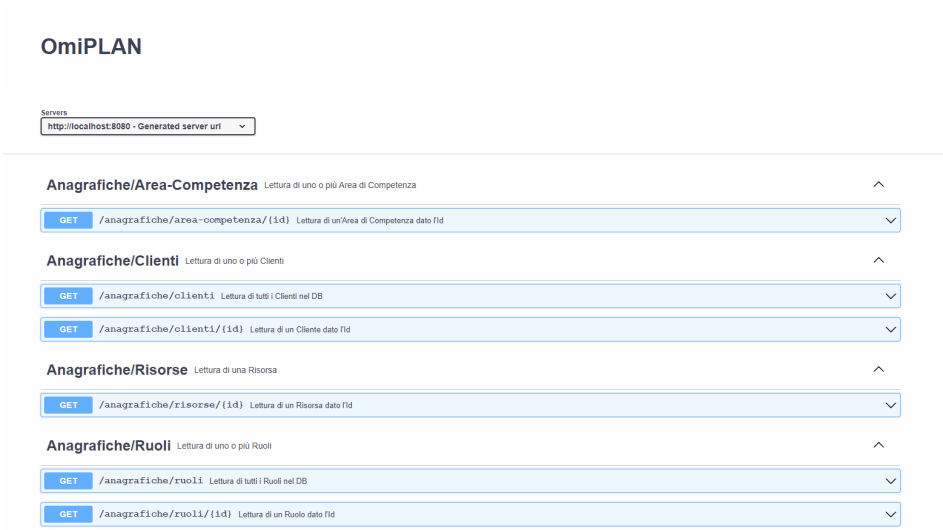 OmiPLAN
Servers
http://localhost:8080 - Generated server url
Anagrafiche/Area-Competenza Lettura di uno o più Area di Competenza
GET /anagrafiche/area-competenza/{id} Lettura di un'Area di Competenza dato l'Id
Anagrafiche/Clienti Lettura di uno o più Clienti
GET /anagrafiche/clienti Lettura di tutti i Clienti nel DB
GET /anagrafiche/clienti/{id} Lettura di un Cliente dato l'Id
Anagrafiche/Risorse Lettura di una Risorsa
GET /anagrafiche/risorse/{id} Lettura di un Risorsa dato l'Id
Anagrafiche/Ruoli Lettura di uno o più Ruoli
GET /anagrafiche/ruoli Lettura di tutti i Ruoli nel DB
GET /anagrafiche/ruoli/{id} Lettura di un Ruolo dato l'Id